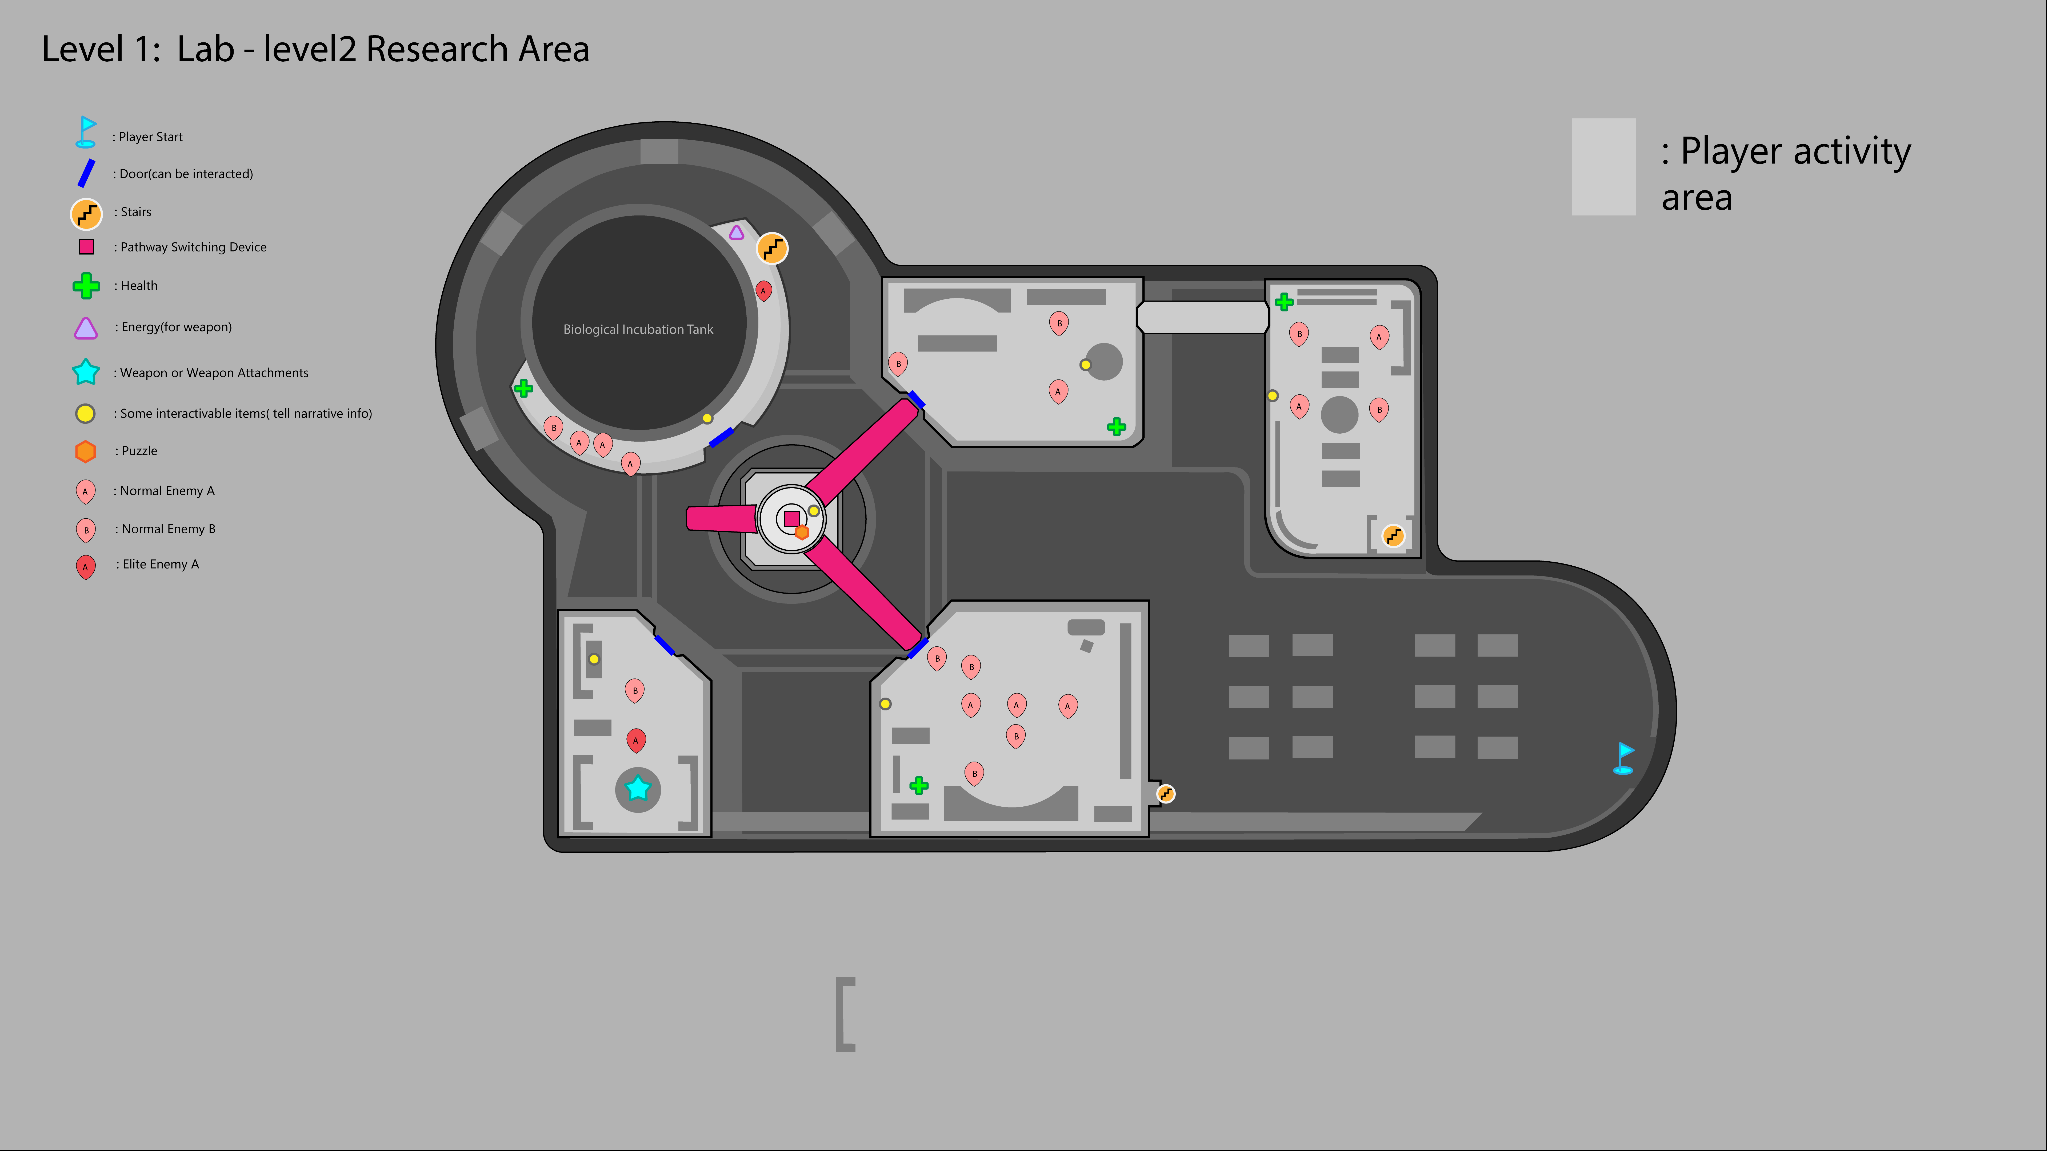 Level 1:  Lab - level2 Research Area
: Player Start
: Door(can be interacted)
: Stairs
: Pathway Switching Device
: Health
: Energy(for weapon)
: Weapon or Weapon Attachments
: Some interactivable items( tell narrative info)
: Puzzle
A : Normal Enemy A
B : Normal Enemy B
A : Elite Enemy A
: Player activity
area
A
Biological Incubation Tank
B
A
A
A
B
B
A
B
A
A
B
B
A
B
B
A
A
A
B
B